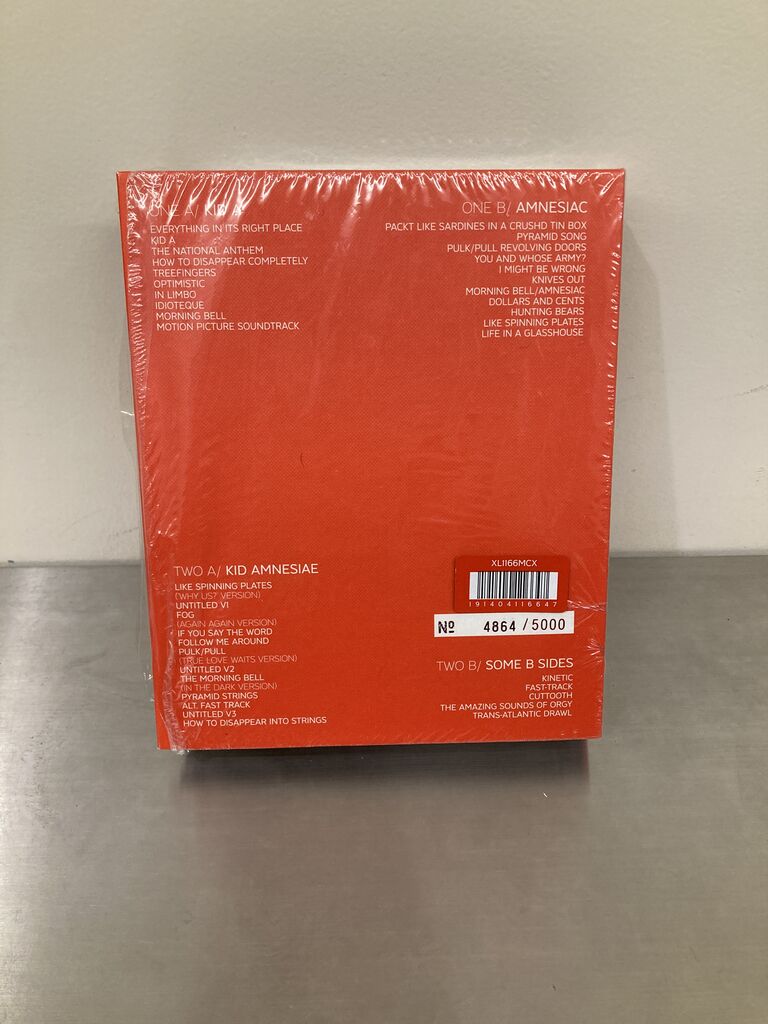 ONE A/ KID A
EVERYTHING IN ITS RIGHT PLACE
KID A
THE NATIONAL ANTHEM
HOW TO DISAPPEAR COMPLETELY
TREEFINGERS
OPTIMISTIC
IN LIMBO
IDIOTEQUE
MORNING BELL
MOTION PICTURE SOUNDTRACK
ONE B/ AMNESIAC
PACKT LIKE SARDINES IN A CRUSHD TIN BOX
PYRAMID SONG
PULK/PULL REVOLVING DOORS
YOU AND WHOSE ARMY?
I MIGHT BE WRONG
KNIVES OUT
MORNING BELL/AMNESIAC
DOLLARS AND CENTS
HUNTING BEARS
LIKE SPINNING PLATES
LIFE IN A GLASSHOUSE
TWO A/ KID AMNESIAE
LIKE SPINNING PLATES
(WHY US? VERSION)
UNTITLED V1
FOG
(AGAIN AGAIN VERSION)
IF YOU SAY THE WORD
FOLLOW ME AROUND
PULK/PULL
(TRUE LOVE WAITS VERSION)
UNTITLED V2
THE MORNING BELL
(IN THE DARK VERSION)
PYRAMID STRINGS
ALT. FAST TRACK
UNTITLED V3
HOW TO DISAPPEAR INTO STRINGS
XL1166MCX
191404116647
Nº 4864 / 5000
TWO B/ SOME B SIDES
KINETIC
FAST-TRACK
CUTTOOTH
THE AMAZING SOUNDS OF ORGY
TRANS-ATLANTIC DRAWL